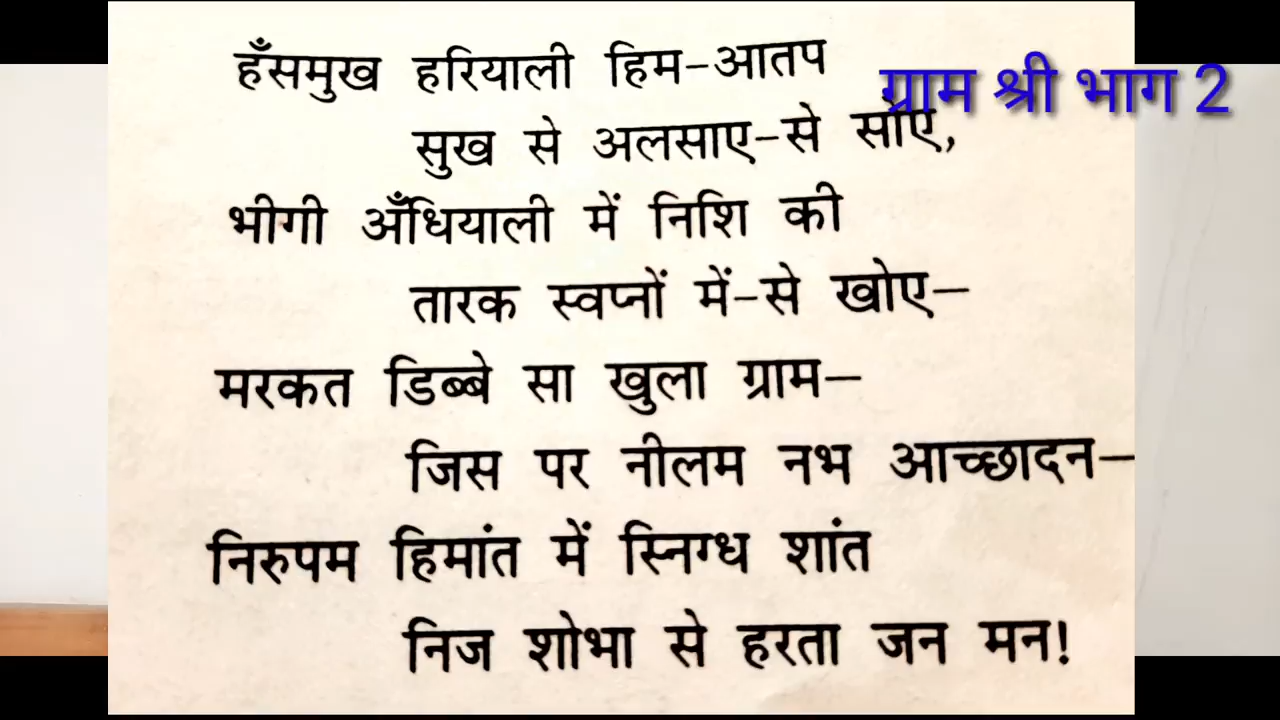 हँसमुख हरियाली हिम-आतप
ग्राम श्री भाग 2
सुख से अलसाए-से सोए,
भीगी अँधियाली में निशि की
तारक स्वप्नों में-से खोए—
मरकत डिब्बे सा खुला ग्राम—
जिस पर नीलम नभ आच्छादन—
निरुपम हिमांत में स्निग्ध शांत
निज शोभा से हरता जन मन!